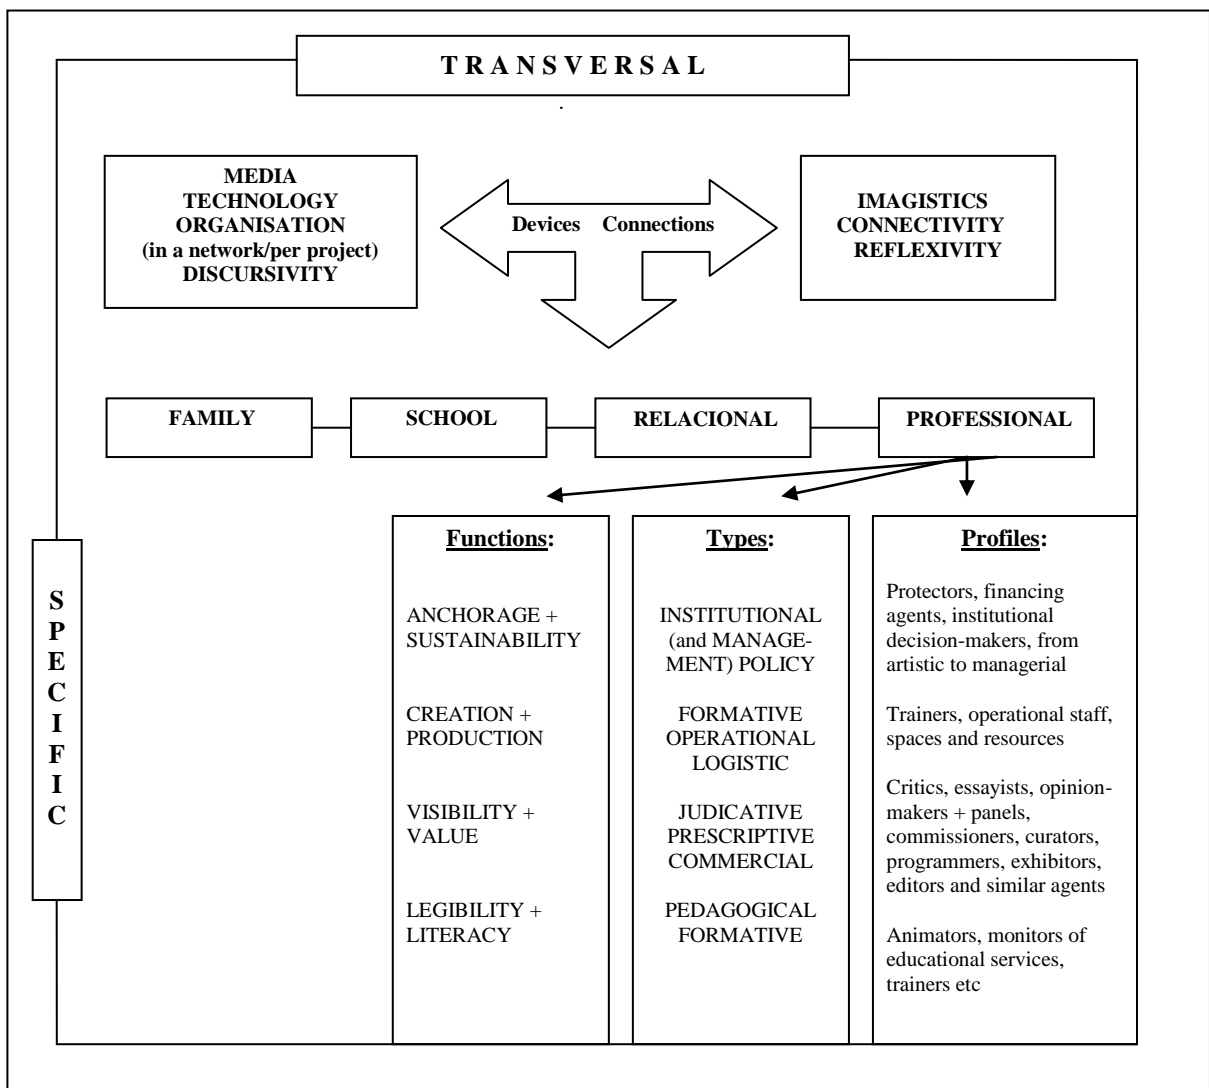 T R A N S V E R S A L
MEDIA
TECHNOLOGY
ORGANISATION
(in a network/per project)
DISCURSIVITY
Devices Connections
IMAGISTICS
CONNECTIVITY
REFLEXIVITY
FAMILY
SCHOOL
RELACIONAL
PROFESSIONAL
S
P
E
C
I
F
I
C
Functions:
ANCHORAGE +
SUSTAINABILITY
CREATION +
PRODUCTION
VISIBILITY +
VALUE
LEGIBILITY +
LITERACY
Types:
INSTITUTIONAL
(and MANAGE-
MENT) POLICY
FORMATIVE
OPERATIONAL
LOGISTIC
JUDICATIVE
PRESCRIPTIVE
COMMERCIAL
PEDAGOGICAL
FORMATIVE
Profiles:
Protectors, financing
agents, institutional
decision-makers, from
artistic to managerial
Trainers, operational staff,
spaces and resources
Critics, essayists, opinion-
makers + panels,
commissioners, curators,
programmers, exhibitors,
editors and similar agents
Animators, monitors of
educational services,
trainers etc